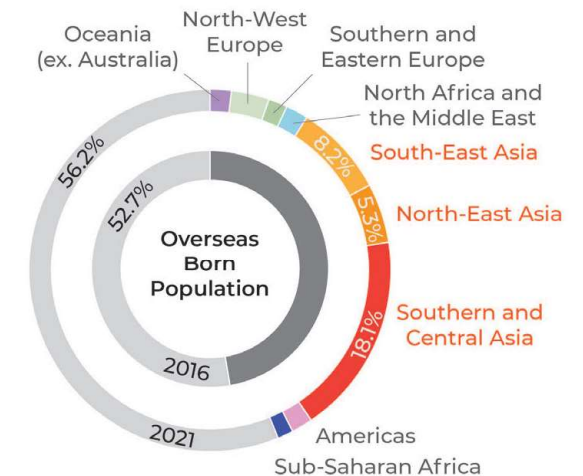 North-West
Europe
Oceania
(ex. Australia)
Southern and
Eastern Europe
North Africa and
the Middle East
8.2%
South-East Asia
5.3%
North-East Asia
18.1%
Southern and
Central Asia
Americas
Sub-Saharan Africa
56.2%
2021
52.7%
2016
Overseas
Born
Population